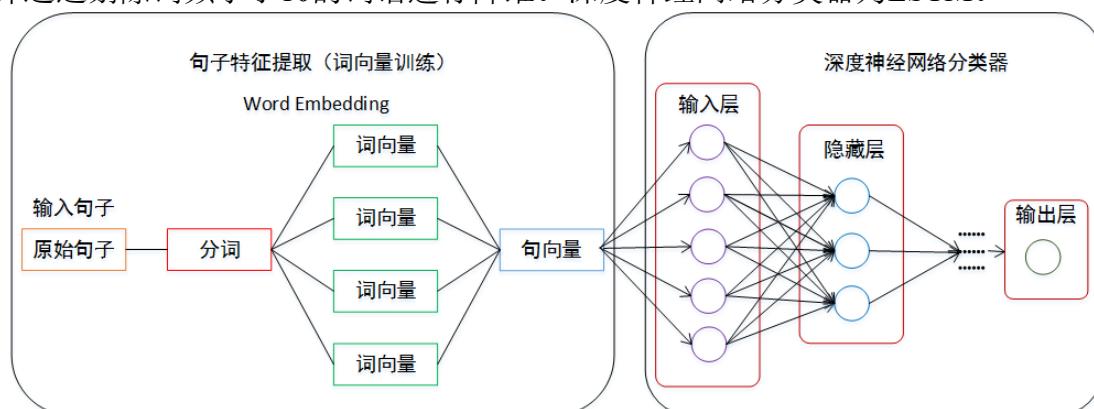 句子特征提取（词向量训练）
Word Embedding
词向量
词向量
词向量
词向量
输入句子
原始句子
分词
句向量
深度神经网络分类器
输入层
隐藏层
......
......
......
输出层